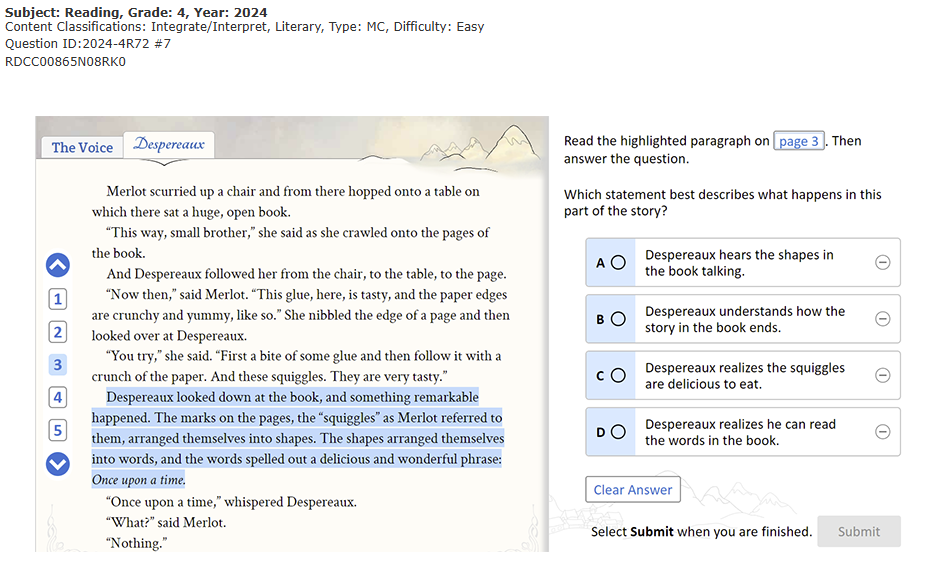 Subject: Reading, Grade: 4, Year: 2024
Content Classifications: Integrate/Interpret, Literary, Type: MC, Difficulty: Easy
Question ID:2024-4R72 #7
RDCC00865N08RK0
The Voice
Despereaux
Merlot scurried up a chair and from there hopped onto a table on
which there sat a huge, open book.
“This way, small brother,” she said as she crawled onto the pages of
the book.
And Despereaux followed her from the chair, to the table, to the page.
“Now then,” said Merlot. “This glue, here, is tasty, and the paper edges
are crunchy and yummy, like so.” She nibbled the edge of a page and then
looked over at Despereaux.
“You try,” she said. “First a bite of some glue and then follow it with a
crunch of the paper. And these squiggles. They are very tasty.”
Despereaux looked down at the book, and something remarkable
happened. The marks on the pages, the “squiggles” as Merlot referred to
them, arranged themselves into shapes. The shapes arranged themselves
into words, and the words spelled out a delicious and wonderful phrase:
Once upon a time.
“Once upon a time,” whispered Despereaux.
“What?” said Merlot.
“Nothing.”
1
2
3
4
5
Read the highlighted paragraph on page 3. Then
answer the question.
Which statement best describes what happens in this
part of the story?
A Despereaux hears the shapes in
the book talking.
B Despereaux understands how the
story in the book ends.
C Despereaux realizes the squiggles
are delicious to eat.
D Despereaux realizes he can read
the words in the book.
Clear Answer
Select Submit when you are finished.
Submit